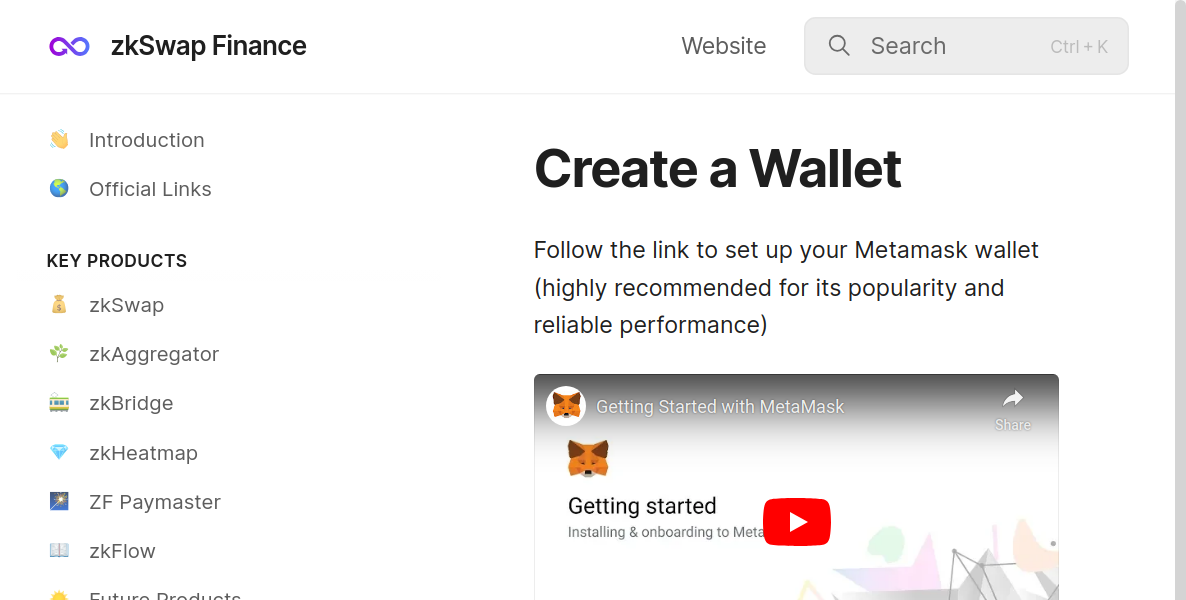 zkSwap Finance
Website
Search
Ctrl + K
Introduction
Official Links
KEY PRODUCTS
zkSwap
zkAggregator
zkBridge
zkHeatmap
ZF Paymaster
zkFlow
Future Products
Create a Wallet
Follow the link to set up your Metamask wallet
(highly recommended for its popularity and
reliable performance)
Getting Started with MetaMask
Share
Getting started
Installing & onboarding to Meta